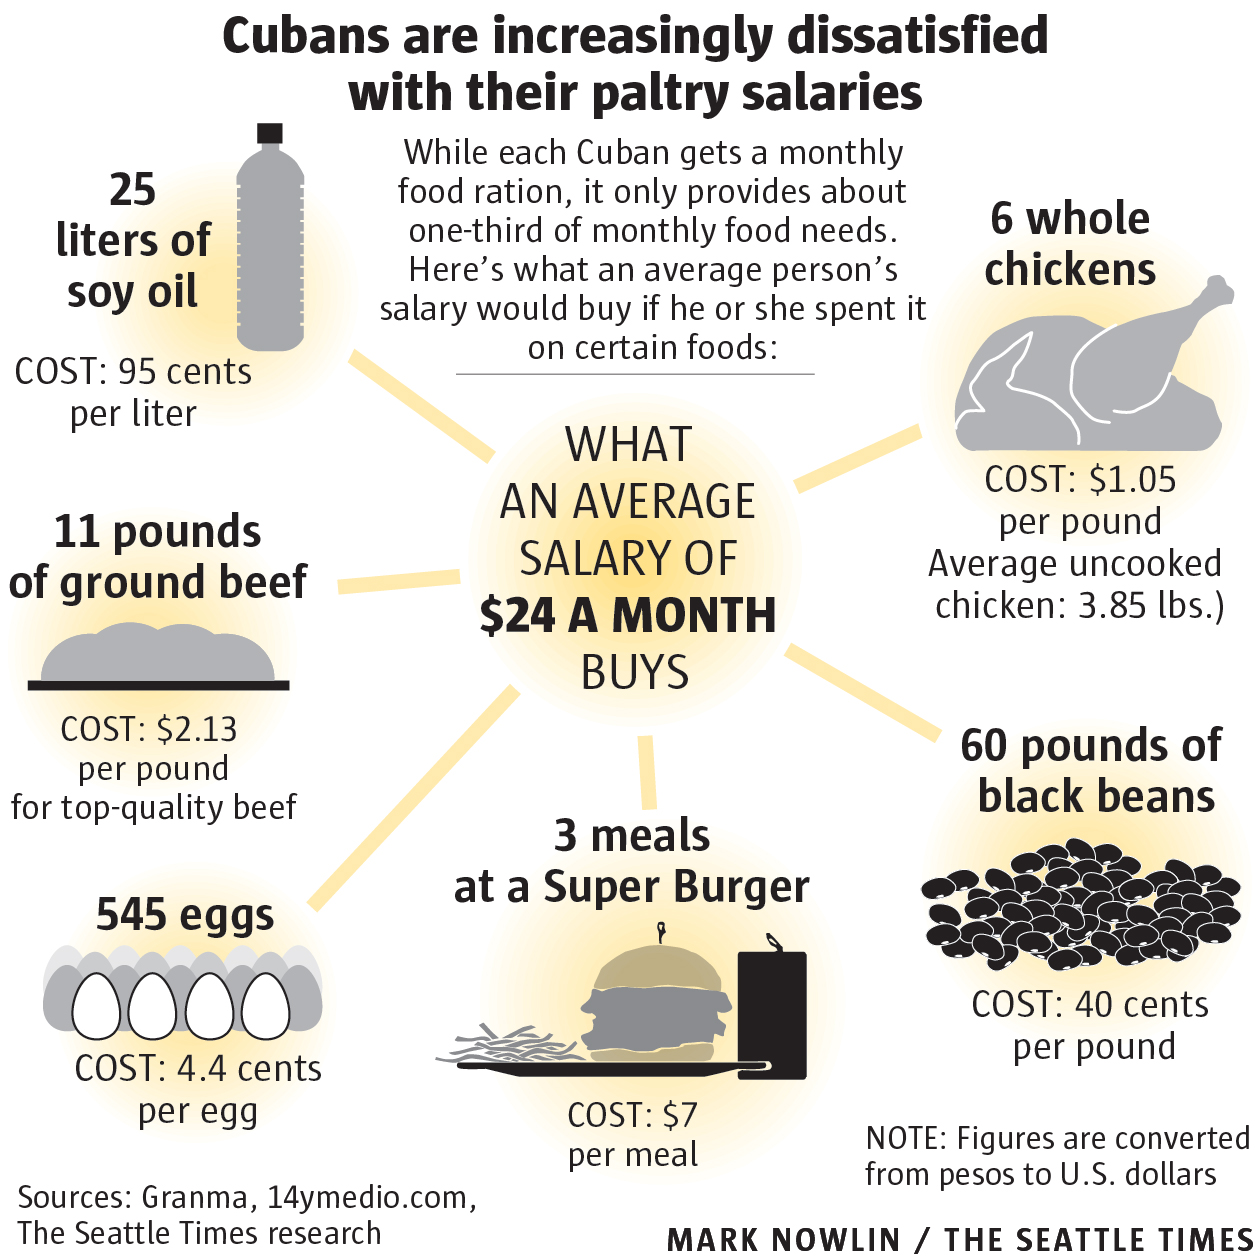 Cubans are increasingly dissatisfied
with their paltry salaries
While each Cuban gets a monthly
food ration, it only provides about
one-third of monthly food needs.
Here’s what an average person’s
salary would buy if he or she spent it
on certain foods:
25
liters of
soy oil
COST: 95 cents
per liter
6 whole
chickens
COST: $1.05
per pound
Average uncooked
chicken: 3.85 lbs.)
WHAT
AN AVERAGE
SALARY OF
$24 A MONTH
BUYS
11 pounds
of ground beef
COST: $2.13
per pound
for top-quality beef
60 pounds of
black beans
COST: 40 cents
per pound
545 eggs
COST: 4.4 cents
per egg
3 meals
at a Super Burger
COST: $7
per meal
NOTE: Figures are converted
from pesos to U.S. dollars
Sources: Granma, 14ymedio.com,
The Seattle Times research
MARK NOWLIN / THE SEATTLE TIMES